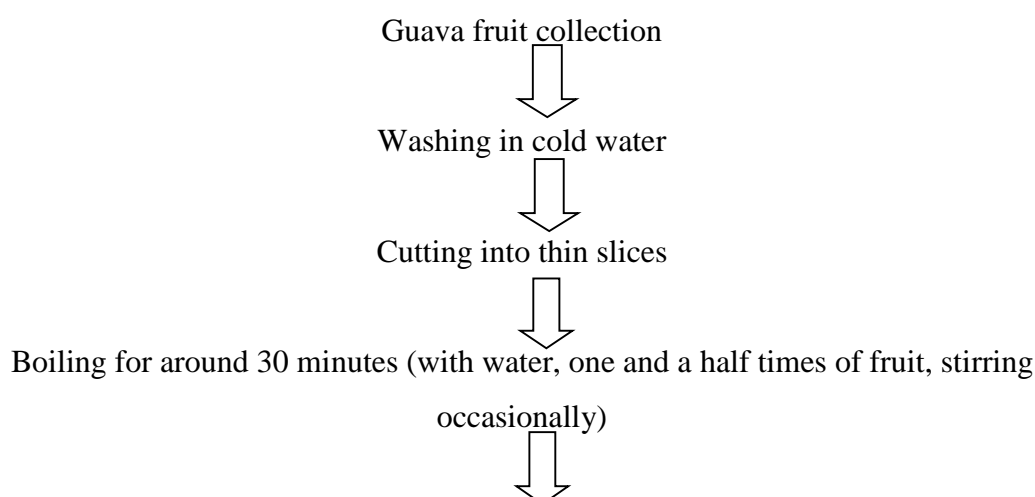 Guava fruit collection
Washing in cold water
Cutting into thin slices
Boiling for around 30 minutes (with water, one and a half times of fruit, stirring
occasionally)